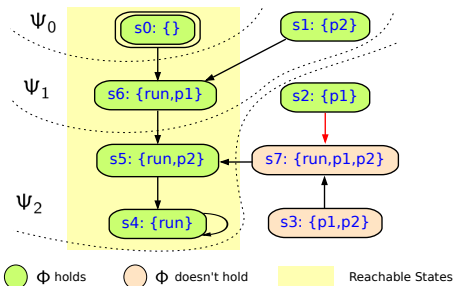 Ψ0
s0: {}
s1: {p2}
Ψ1
s6: {run,p1}
s2: {p1}
s5: {run,p2}
s7: {run,p1,p2}
Ψ2
s4: {run}
s3: {p1,p2}
Φ holds
Φ doesn't hold
Reachable States